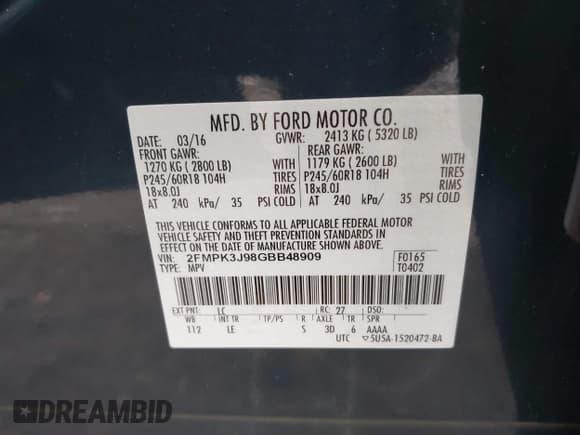 MFD. BY FORD MOTOR CO.
DATE: 03/16 GVWR: 2413 KG ( 5320 LB)
FRONT GAWR: REAR GAWR:
1270 KG ( 2800 LB) WITH 1179 KG ( 2600 LB) WITH
P245/60R18 104H TIRES P245/60R18 104H TIRES
18x8.0J RIMS 18x8.0J RIMS
AT 240 kPa/ 35 PSI COLD AT 240 kPa/ 35 PSI COLD
THIS VEHICLE CONFORMS TO ALL APPLICABLE FEDERAL MOTOR
VEHICLE SAFETY AND THEFT PREVENTION STANDARDS IN
EFFECT ON THE DATE OF MANUFACTURE SHOWN ABOVE.
VIN: 2FMPK3J98GBB48909 F0165
TYPE: MPV T0402
EXT PNT: LC RC: 27 DSO:
WB INT TR TP/PS R AXLE TR SPR
112 LE S 3D 6 AAAA
UTC ▽5U5A-1520472-BA
DREAMBID